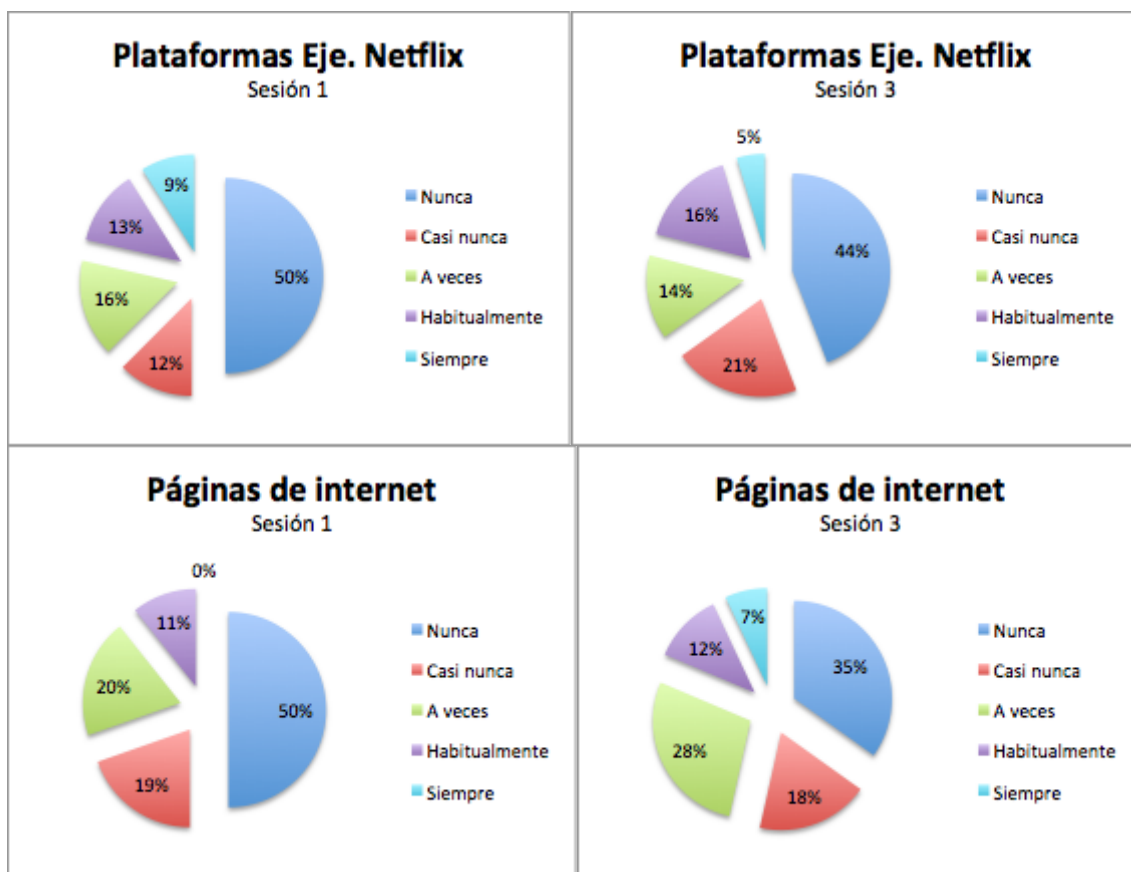 Plataformas Eje. Netflix
Sesión 1
9%
13%
16%
12%
50%
Nunca
Casi nunca
A veces
Habitualmente
Siempre
Plataformas Eje. Netflix
Sesión 3
5%
16%
14%
21%
44%
Nunca
Casi nunca
A veces
Habitualmente
Siempre
Páginas de internet
Sesión 1
0%
11%
20%
19%
50%
Nunca
Casi nunca
A veces
Habitualmente
Siempre
Páginas de internet
Sesión 3
7%
12%
28%
18%
35%
Nunca
Casi nunca
A veces
Habitualmente
Siempre